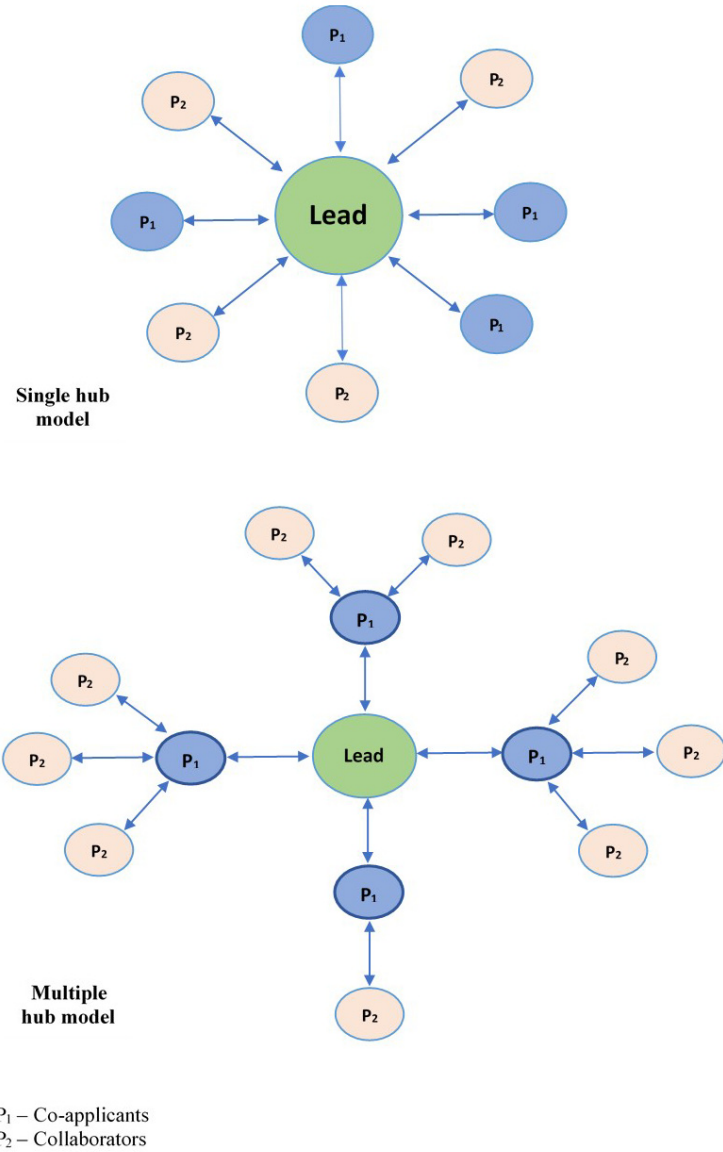 P₁
P₂
P₂
Lead
P₁
P₁
P₂
P₁
P₂
Single hub
model
P₂
P₂
P₁
P₂
P₂
P₂
P₁
Lead
P₁
P₂
P₂
P₂
P₁
Multiple
hub model
P₂
P₁ – Co-applicants
P₂ – Collaborators